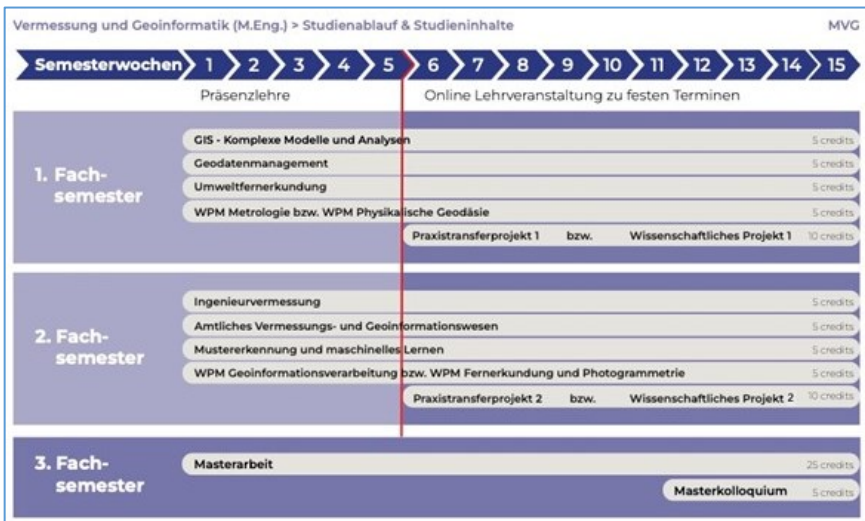 Vermessung und Geoinformatik (M.Eng.) > Studienablauf & Studieninhalte MVG
Semesterwochen 1 2 3 4 5 6 7 8 9 10 11 12 13 14 15
Präsenzlehre Online Lehrveranstaltung zu festen Terminen
1. Fach-
semester
GIS - Komplexe Modelle und Analysen 5 credits
Geodatenmanagement 5 credits
Umweltfernerkundung 5 credits
WPM Metrologie bzw. WPM Physikalische Geodäsie 5 credits
Praxistransferprojekt 1 bzw. Wissenschaftliches Projekt 1 10 credits
2. Fach-
semester
Ingenieurvermessung 5 credits
Amtliches Vermessungs- und Geoinformationswesen 5 credits
Mustererkennung und maschinelles Lernen 5 credits
WPM Geoinformationsverarbeitung bzw. WPM Fernerkundung und Photogrammetrie 5 credits
Praxistransferprojekt 2 bzw. Wissenschaftliches Projekt 2 10 credits
3. Fach-
semester
Masterarbeit 25 credits
Masterkolloquium 5 credits